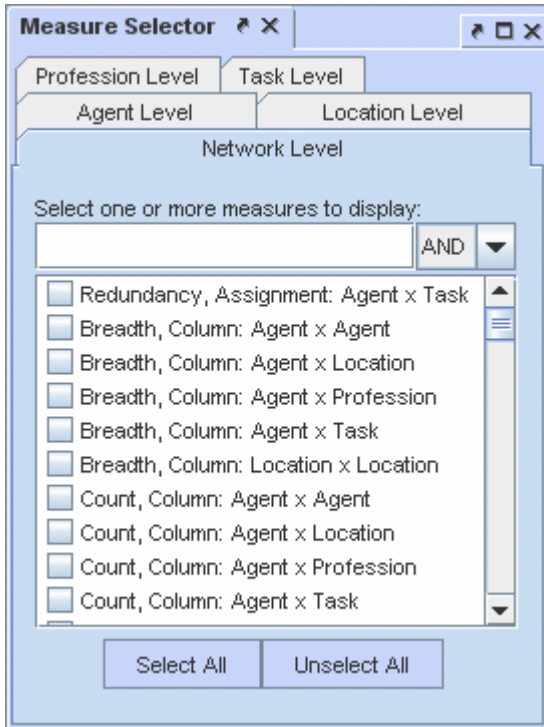 Measure Selector
Profession Level Task Level
Agent Level Location Level
Network Level
Select one or more measures to display:
AND
Redundancy, Assignment: Agent x Task
Breadth, Column: Agent x Agent
Breadth, Column: Agent x Location
Breadth, Column: Agent x Profession
Breadth, Column: Agent x Task
Breadth, Column: Location x Location
Count, Column: Agent x Agent
Count, Column: Agent x Location
Count, Column: Agent x Profession
Count, Column: Agent x Task
Select All Unselect All